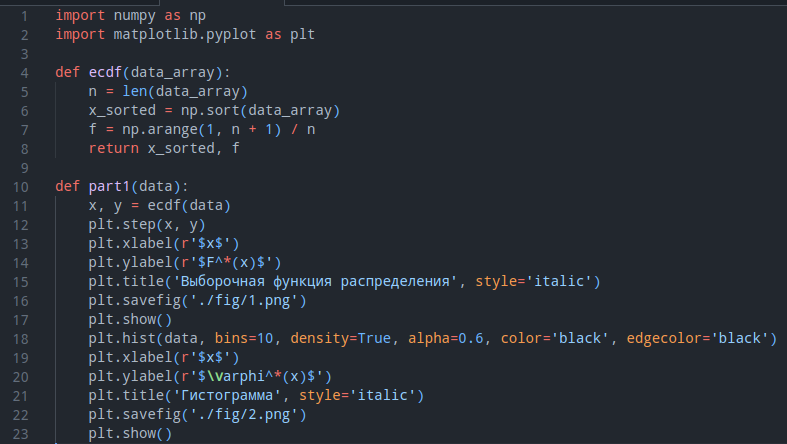 1 import numpy as np
2 import matplotlib.pyplot as plt
3
4 def ecdf(data_array):
5     n = len(data_array)
6     x_sorted = np.sort(data_array)
7     f = np.arange(1, n + 1) / n
8     return x_sorted, f
9
10 def part1(data):
11     x, y = ecdf(data)
12     plt.step(x, y)
13     plt.xlabel(r'$x$')
14     plt.ylabel(r'$F^*(x)$')
15     plt.title('Выборочная функция распределения', style='italic')
16     plt.savefig('./fig/1.png')
17     plt.show()
18     plt.hist(data, bins=10, density=True, alpha=0.6, color='black', edgecolor='black')
19     plt.xlabel(r'$x$')
20     plt.ylabel(r'$\varphi^*(x)$')
21     plt.title('Гистограмма', style='italic')
22     plt.savefig('./fig/2.png')
23     plt.show()